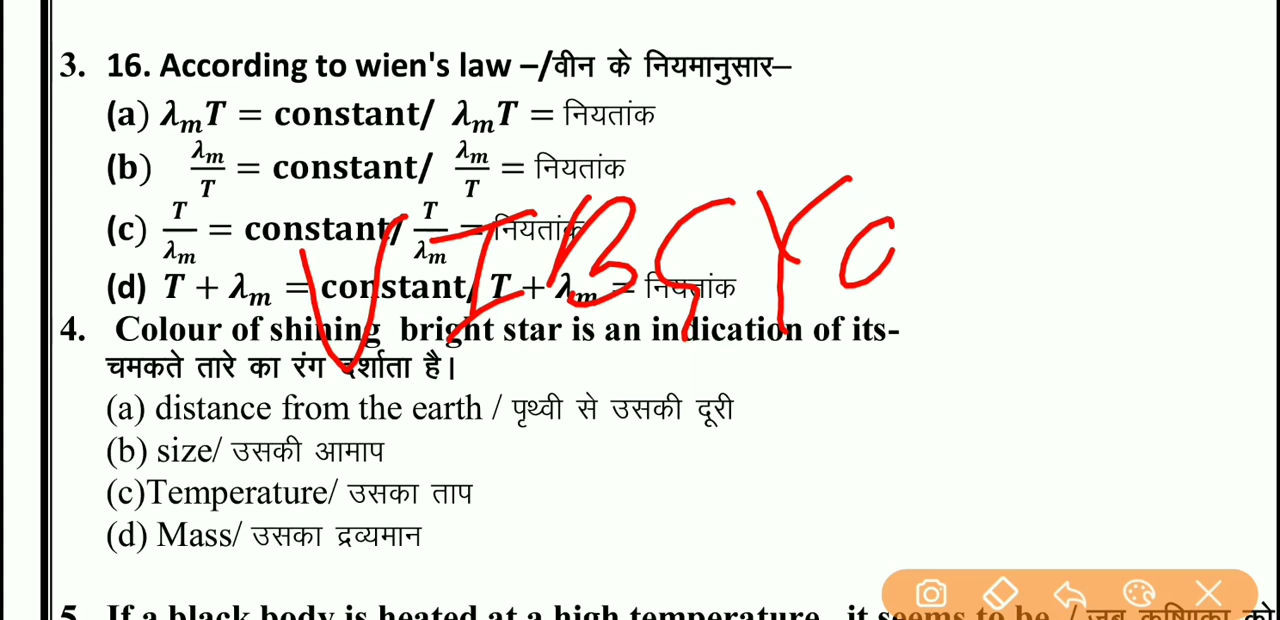 3. 16. According to wien's law –/वीन के नियमानुसार–
(a) λₘT = constant/ λₘT = नियतांक
(b) λₘ/T = constant/ λₘ/T = नियतांक
(c) T/λₘ = constant/ T/λₘ = नियतांक
(d) T + λₘ = constant/ T + λₘ = नियतांक
4. Colour of shining bright star is an indication of its-
चमकते तारे का रंग दर्शाता है।
(a) distance from the earth / पृथ्वी से उसकी दूरी
(b) size/ उसकी आमाप
(c)Temperature/ उसका ताप
(d) Mass/ उसका द्रव्यमान
5. If a black body is heated at a high temperature, it seems to be / जब कृष्णिका को